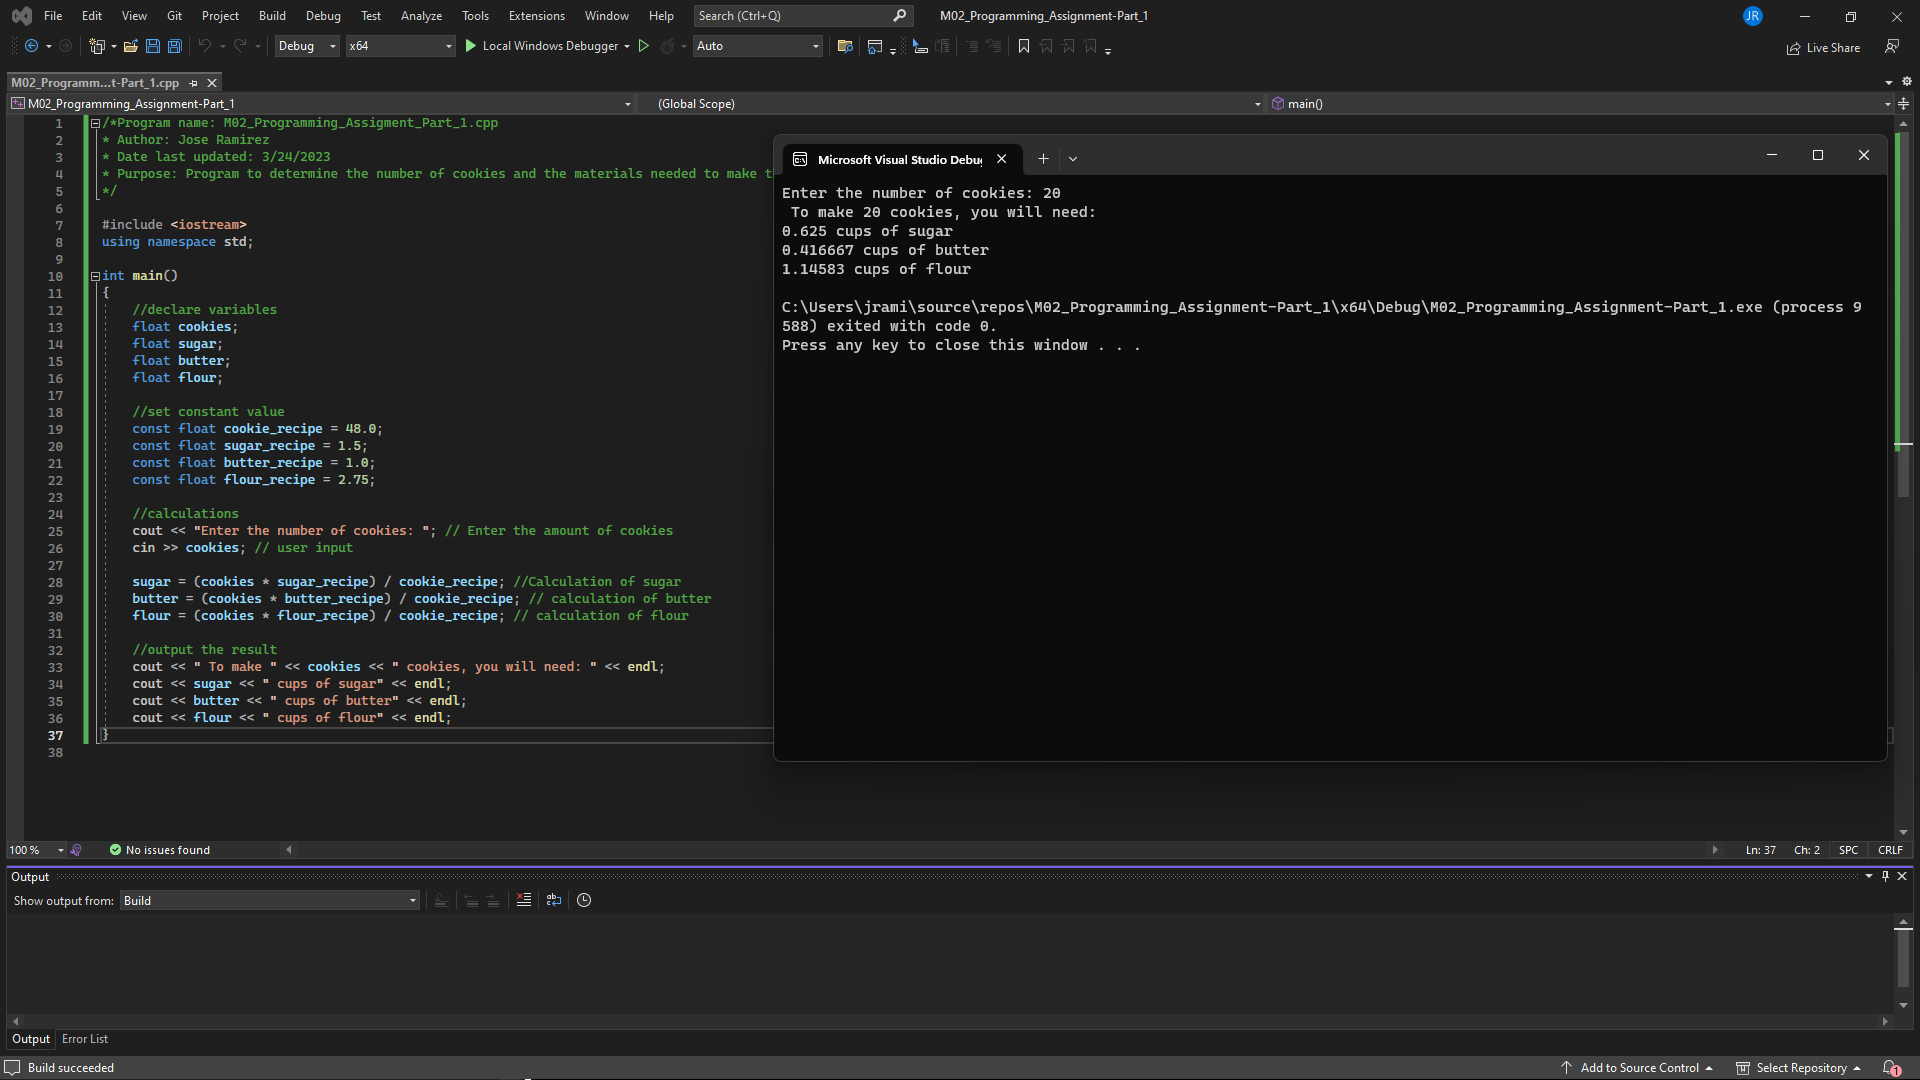 File Edit View Git Project Build Debug Test Analyze Tools Extensions Window Help Search (Ctrl+Q) M02_Programming_Assignment-Part_1 JR
Debug x64 Local Windows Debugger Auto Live Share
M02_Programm...t-Part_1.cpp
M02_Programming_Assignment-Part_1 (Global Scope) main()
1 /*Program name: M02_Programming_Assigment_Part_1.cpp
2 * Author: Jose Ramirez
3 * Date last updated: 3/24/2023
4 * Purpose: Program to determine the number of cookies and the materials needed to make t
5 */
6
7 #include <iostream>
8 using namespace std;
9
10 int main()
11 {
12 //declare variables
13 float cookies;
14 float sugar;
15 float butter;
16 float flour;
17
18 //set constant value
19 const float cookie_recipe = 48.0;
20 const float sugar_recipe = 1.5;
21 const float butter_recipe = 1.0;
22 const float flour_recipe = 2.75;
23
24 //calculations
25 cout << "Enter the number of cookies: "; // Enter the amount of cookies
26 cin >> cookies; // user input
27
28 sugar = (cookies * sugar_recipe) / cookie_recipe; //Calculation of sugar
29 butter = (cookies * butter_recipe) / cookie_recipe; // calculation of butter
30 flour = (cookies * flour_recipe) / cookie_recipe; // calculation of flour
31
32 //output the result
33 cout << " To make " << cookies << " cookies, you will need: " << endl;
34 cout << sugar << " cups of sugar" << endl;
35 cout << butter << " cups of butter" << endl;
36 cout << flour << " cups of flour" << endl;
37 }
38
Microsoft Visual Studio Debu
Enter the number of cookies: 20
To make 20 cookies, you will need:
0.625 cups of sugar
0.416667 cups of butter
1.14583 cups of flour
C:\Users\jrami\source\repos\M02_Programming_Assignment-Part_1\x64\Debug\M02_Programming_Assignment-Part_1.exe (process 9
588) exited with code 0.
Press any key to close this window . . .
100 % No issues found Ln: 37 Ch: 2 SPC CRLF
Output
Show output from: Build
Output Error List
Build succeeded Add to Source Control Select Repository 1